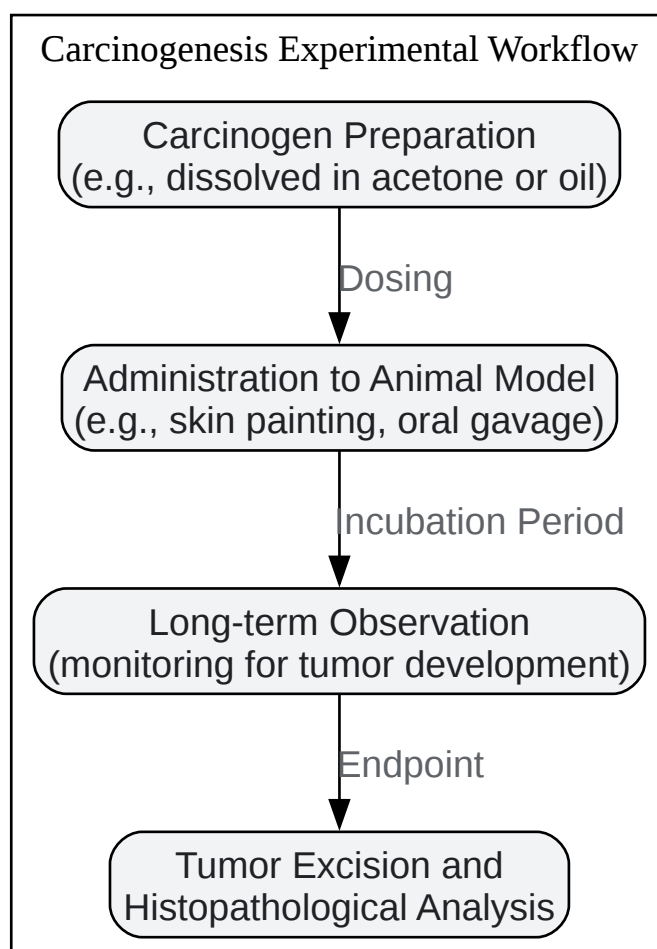 Carcinogenesis Experimental Workflow
Carcinogen Preparation
(e.g., dissolved in acetone or oil)
Dosing
Administration to Animal Model
(e.g., skin painting, oral gavage)
Incubation Period
Long-term Observation
(monitoring for tumor development)
Endpoint
Tumor Excision and
Histopathological Analysis